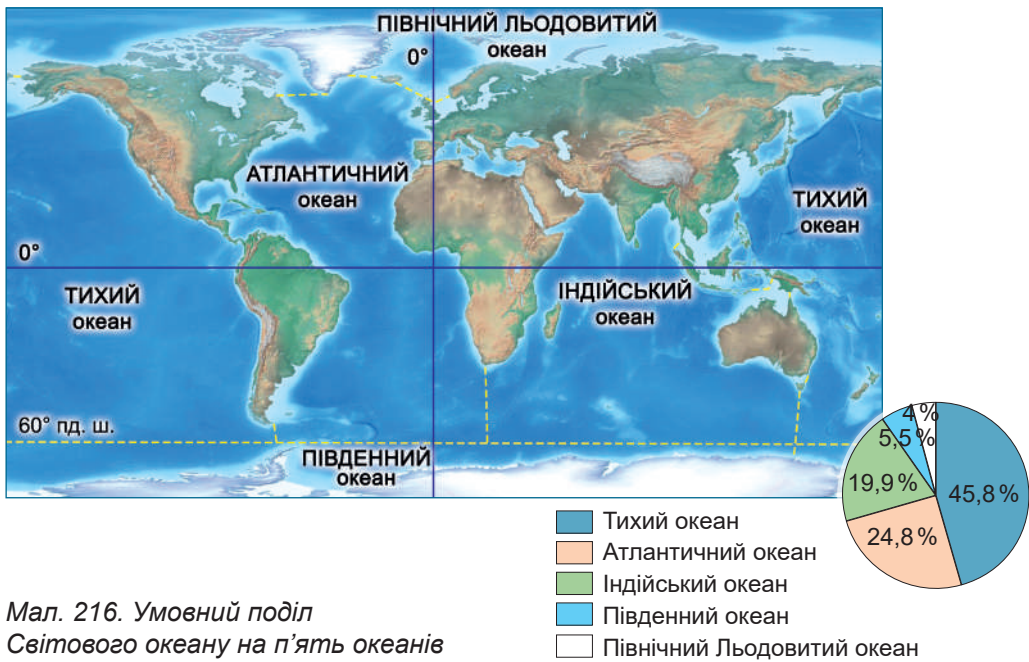 ПІВНІЧНИЙ ЛЬОДОВИТИЙ
океан
0°
АТЛАНТИЧНИЙ
океан
ТИХИЙ
океан
0°
ТИХИЙ
океан
ІНДІЙСЬКИЙ
океан
60° пд. ш.
ПІВДЕННИЙ
океан
4 %
5,5 %
19,9 %
45,8 %
24,8 %
Тихий океан
Атлантичний океан
Індійський океан
Південний океан
Північний Льодовитий океан
Мал. 216. Умовний поділ
Світового океану на п’ять океанів